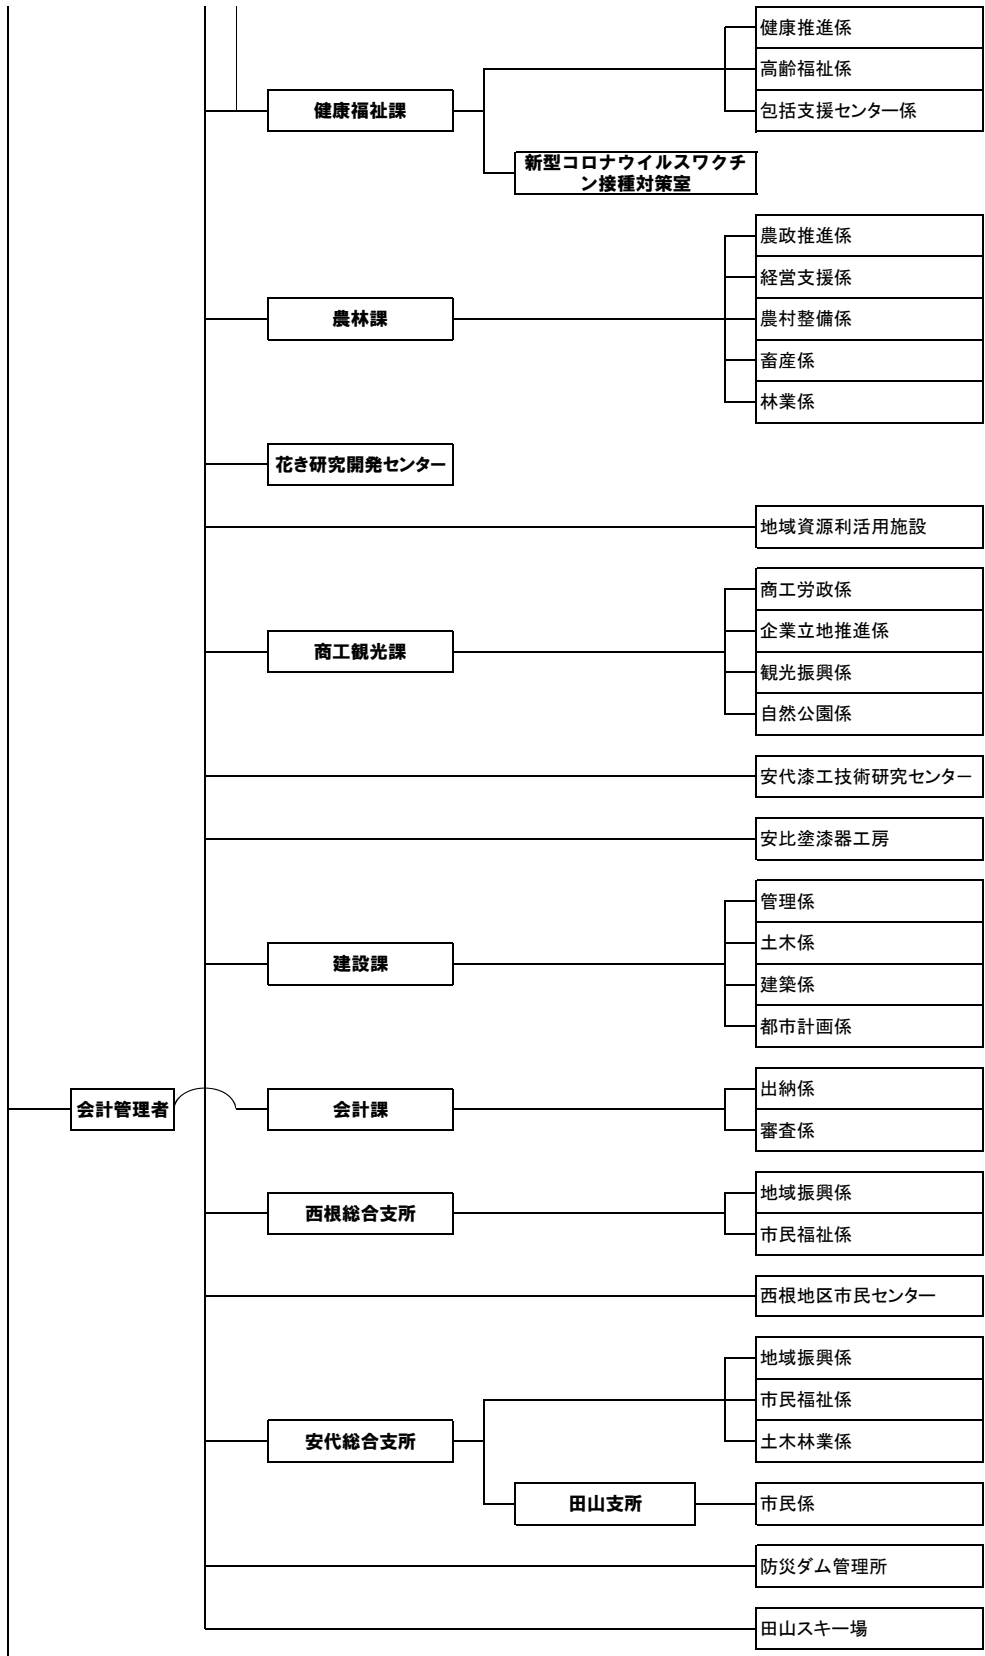 健康推進係
高齢福祉係
健康福祉課
包括支援センター係
新型コロナウイルスワクチ
ン接種対策室
農政推進係
経営支援係
農林課
農村整備係
畜産係
林業係
花き研究開発センター
地域資源利活用施設
商工労政係
企業立地推進係
商工観光課
観光振興係
自然公園係
安代漆工技術研究センター
安比塗漆器工房
管理係
土木係
建設課
建築係
都市計画係
会計管理者
会計課
出納係
審査係
西根総合支所
地域振興係
市民福祉係
西根地区市民センター
地域振興係
市民福祉係
安代総合支所
土木林業係
田山支所
市民係
防災ダム管理所
田山スキー場